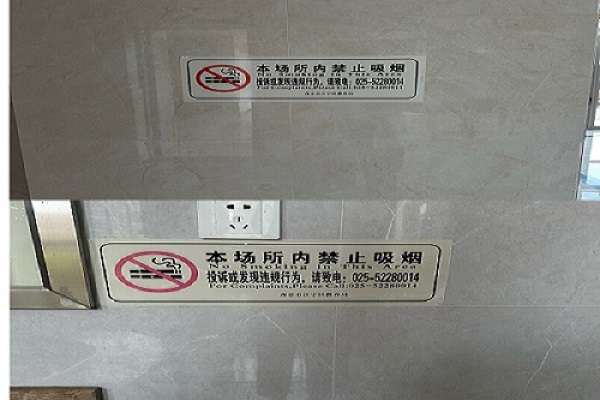 本场所内禁止吸烟
No Smoking in This Area
投诉或发现违规行为，请致电：025-52280014
For Complaints,Please Call:025-52280014
本场所内禁止吸烟
No Smoking in This Area
投诉或发现违规行为，请致电：025-52280014
For Complaints,Please Call:025-52280014